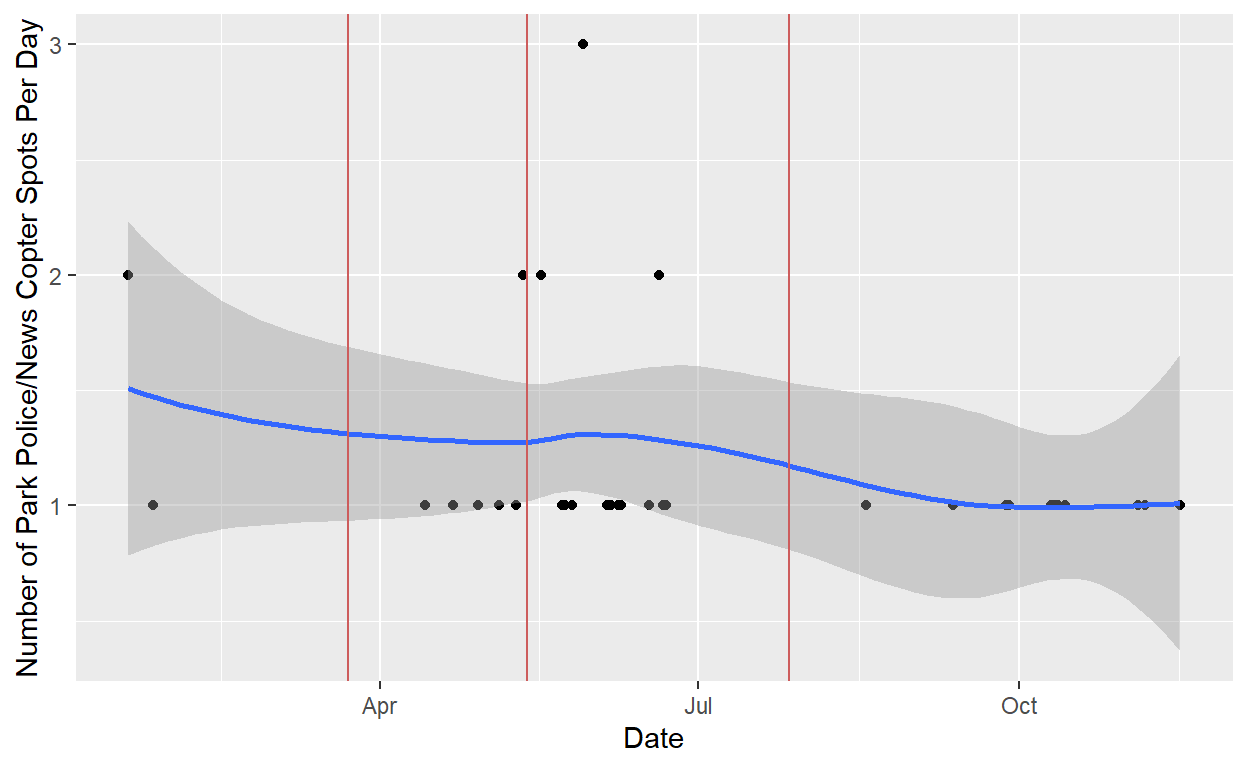 Number of Park Police/News Copter Spots Per Day
3
2
1
Apr
Jul
Oct
Date